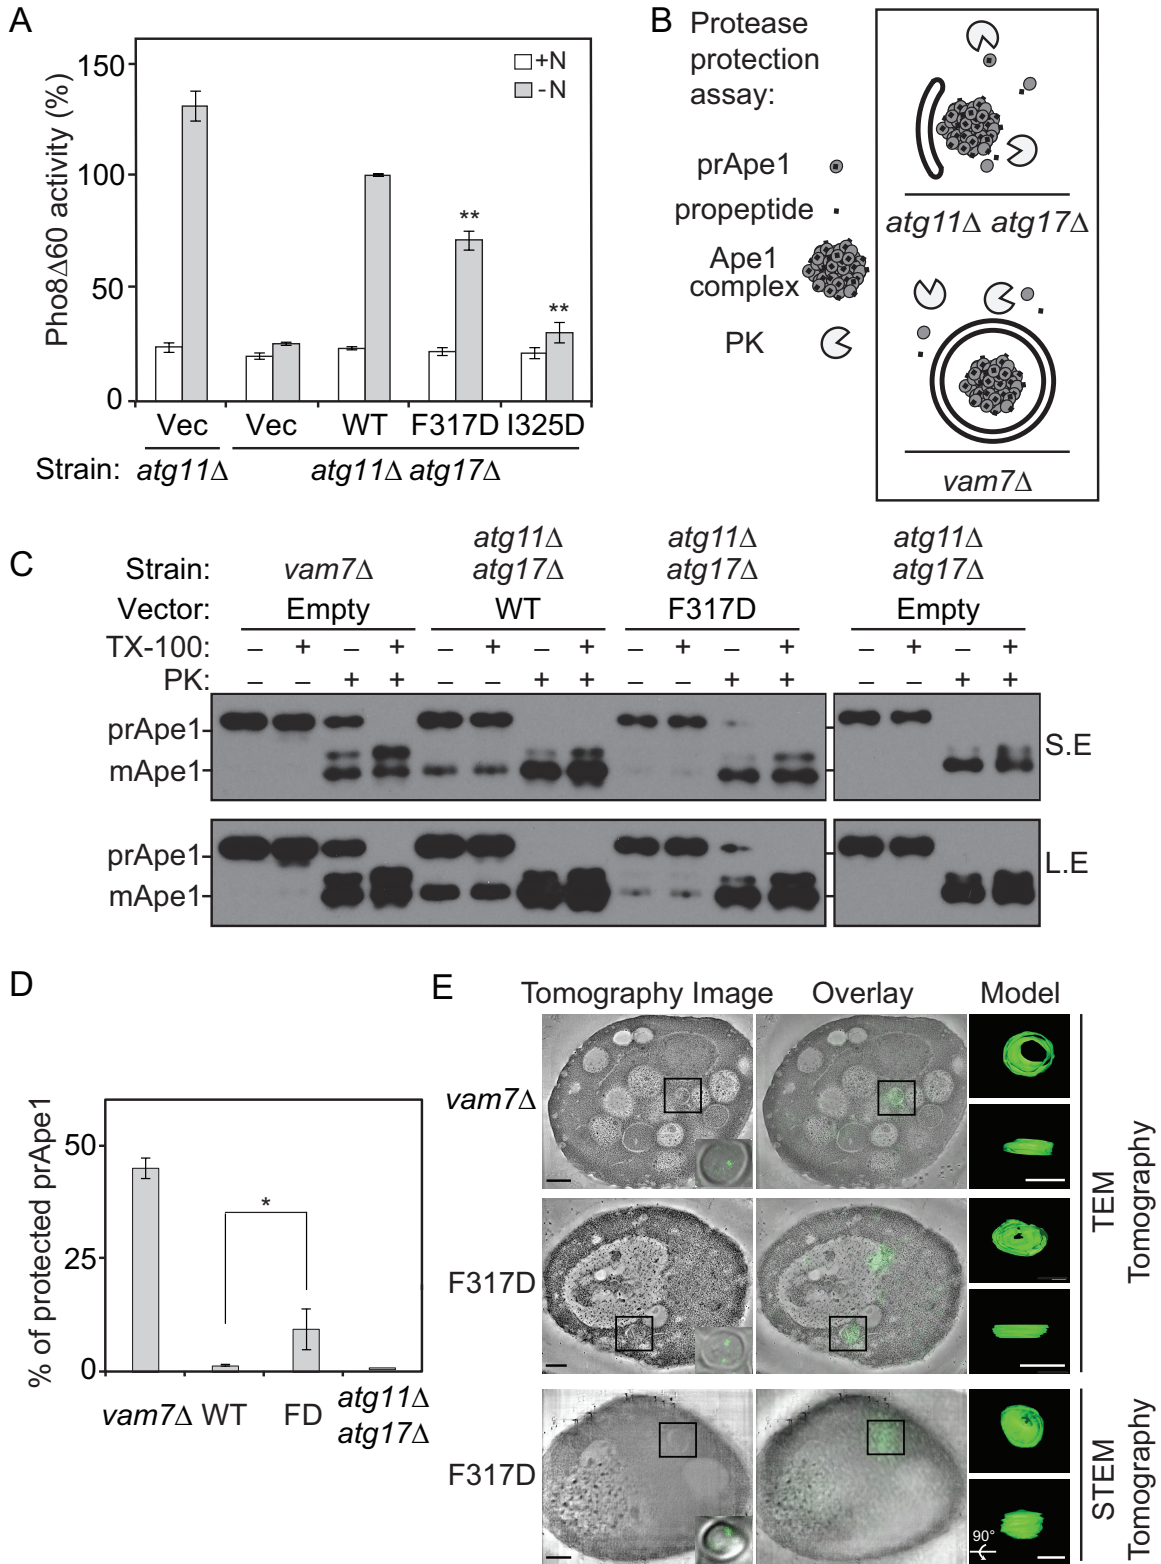 A
Pho8Δ60 activity (%)
150
100
50
0
+N
-N
**
**
Vec
Vec
WT
F317D
I325D
Strain:
atg11Δ
atg11Δ atg17Δ
B
Protease
protection
assay:
prApe1
propeptide
Ape1
complex
PK
atg11Δ atg17Δ
vam7Δ
C
Strain:
vam7Δ
atg11Δ
atg17Δ
atg11Δ
atg17Δ
atg11Δ
atg17Δ
Vector:
Empty
WT
F317D
Empty
TX-100:
– + – + – + – + – + – + – + – +
PK:
– – + + – – + + – – + + – – + +
prApe1
mApe1
S.E
prApe1
mApe1
L.E
D
% of protected prApe1
50
25
0
*
vam7Δ
WT
FD
atg11Δ
atg17Δ
E
Tomography Image
Overlay
Model
vam7Δ
F317D
F317D
TEM
Tomography
STEM
Tomography
90°